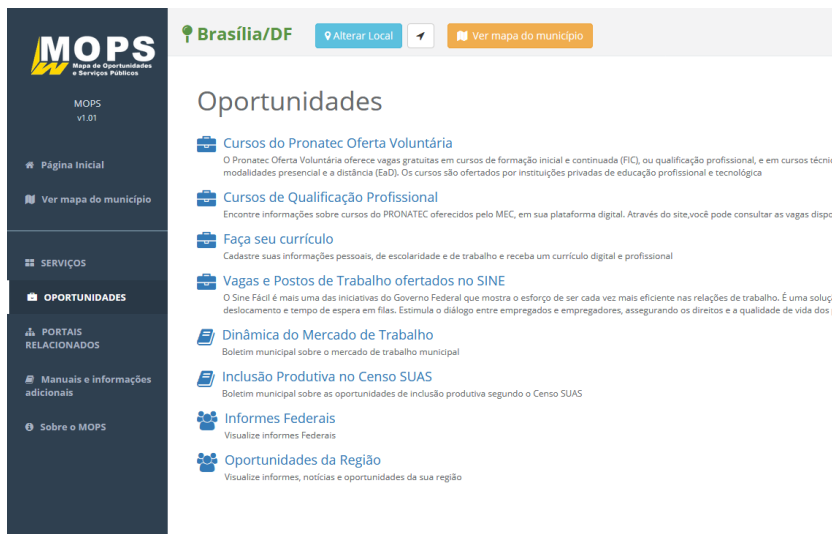 MOPS
Mapa de Oportunidades
e Serviços Públicos
MOPS
v1.01
Página Inicial
Ver mapa do município
SERVIÇOS
OPORTUNIDADES
PORTAIS
RELACIONADOS
Manuais e informações
adicionais
Sobre o MOPS
Brasília/DF
Alterar Local
Ver mapa do município
Oportunidades
Cursos do Pronatec Oferta Voluntária
O Pronatec Oferta Voluntária oferece vagas gratuitas em cursos de formação inicial e continuada (FIC), ou qualificação profissional, e em cursos
modalidades presencial e a distância (EaD). Os cursos são ofertados por instituições privadas de educação profissional e tecnológica
Cursos de Qualificação Profissional
Encontre informações sobre cursos do PRONATEC oferecidos pelo MEC, em sua plataforma digital. Através do site,você pode consultar as vagas
Faça seu currículo
Cadastre suas informações pessoais, de escolaridade e de trabalho e receba um currículo digital e profissional
Vagas e Postos de Trabalho ofertados no SINE
O Sine Fácil é mais uma das iniciativas do Governo Federal que mostra o esforço de ser cada vez mais eficiente nas relações de trabalho. É uma
deslocamento e tempo de espera em filas. Estimula o diálogo entre empregados e empregadores, assegurando os direitos e a qualidade de vida dos
Dinâmica do Mercado de Trabalho
Boletim municipal sobre o mercado de trabalho municipal
Inclusão Produtiva no Censo SUAS
Boletim municipal sobre as oportunidades de inclusão produtiva segundo o Censo SUAS
Informes Federais
Visualize informes Federais
Oportunidades da Região
Visualize informes, notícias e oportunidades da sua região